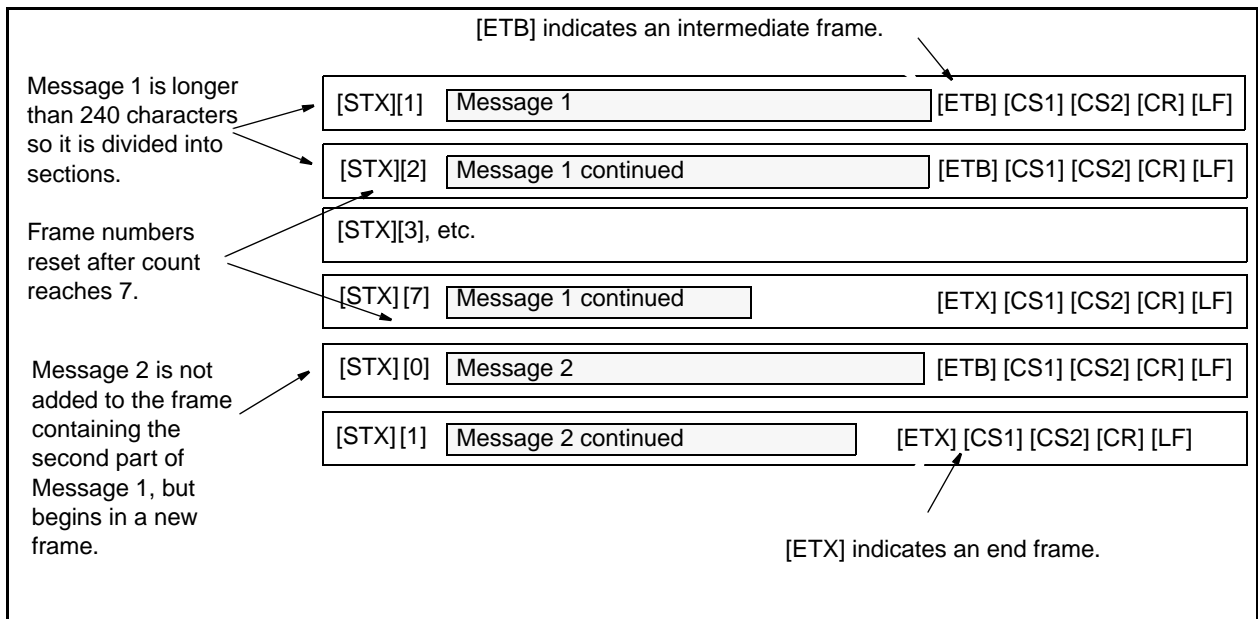 [ETB] indicates an intermediate frame.
Message 1 is longer
than 240 characters
so it is divided into
sections.
[STX][1] Message 1 [ETB] [CS1] [CS2] [CR] [LF]
[STX][2] Message 1 continued [ETB] [CS1] [CS2] [CR] [LF]
Frame numbers
reset after count
reaches 7.
[STX][3], etc.
[STX] [7] Message 1 continued [ETX] [CS1] [CS2] [CR] [LF]
Message 2 is not
added to the frame
containing the
second part of
Message 1, but
begins in a new
frame.
[STX] [0] Message 2 [ETB] [CS1] [CS2] [CR] [LF]
[STX] [1] Message 2 continued [ETX] [CS1] [CS2] [CR] [LF]
[ETX] indicates an end frame.